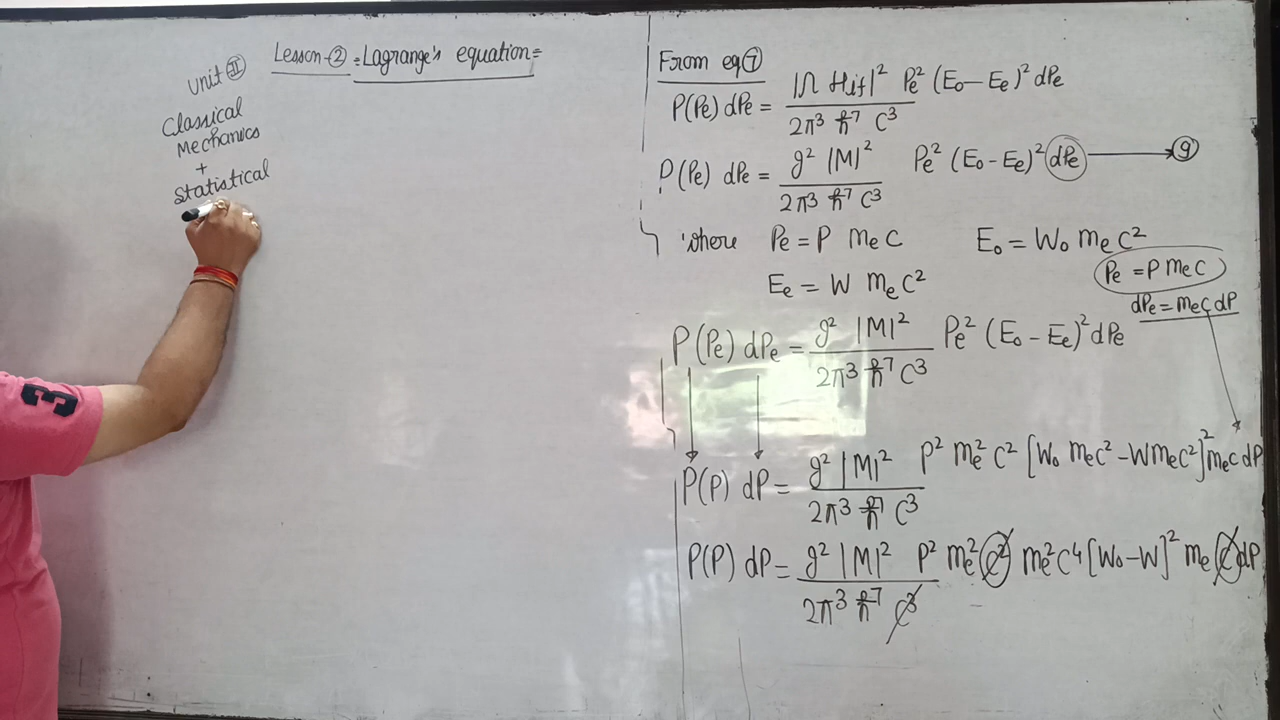 Unit-II
Classical
Mechanics
+
Statistical
Lesson-② = Lagrange's equation =
3
From eq ⑦
P(Pe) dPe = |Ω Hif|² Pe² (E₀ − Ee)² dPe / 2π³ ħ⁷ C³
P(Pe) dPe = g² |M|² / 2π³ ħ⁷ C³ Pe² (E₀ − Ee)² dPe → ⑨
where Pe = P mec E₀ = W₀ mec²
Ee = W mec²
Pe = P mec
dPe = mec dP
P(Pe) dPe = g² |M|² / 2π³ ħ⁷ C³ Pe² (E₀ − Ee)² dPe
P(P) dP = g² |M|² / 2π³ ħ⁷ C³ P² me² c² [W₀ mec² − Wmec²]² mec dP
P(P) dP = g² |M|² P² / 2π³ ħ⁷ C³ me² c² me² c⁴ [W₀ − W]² me c dP